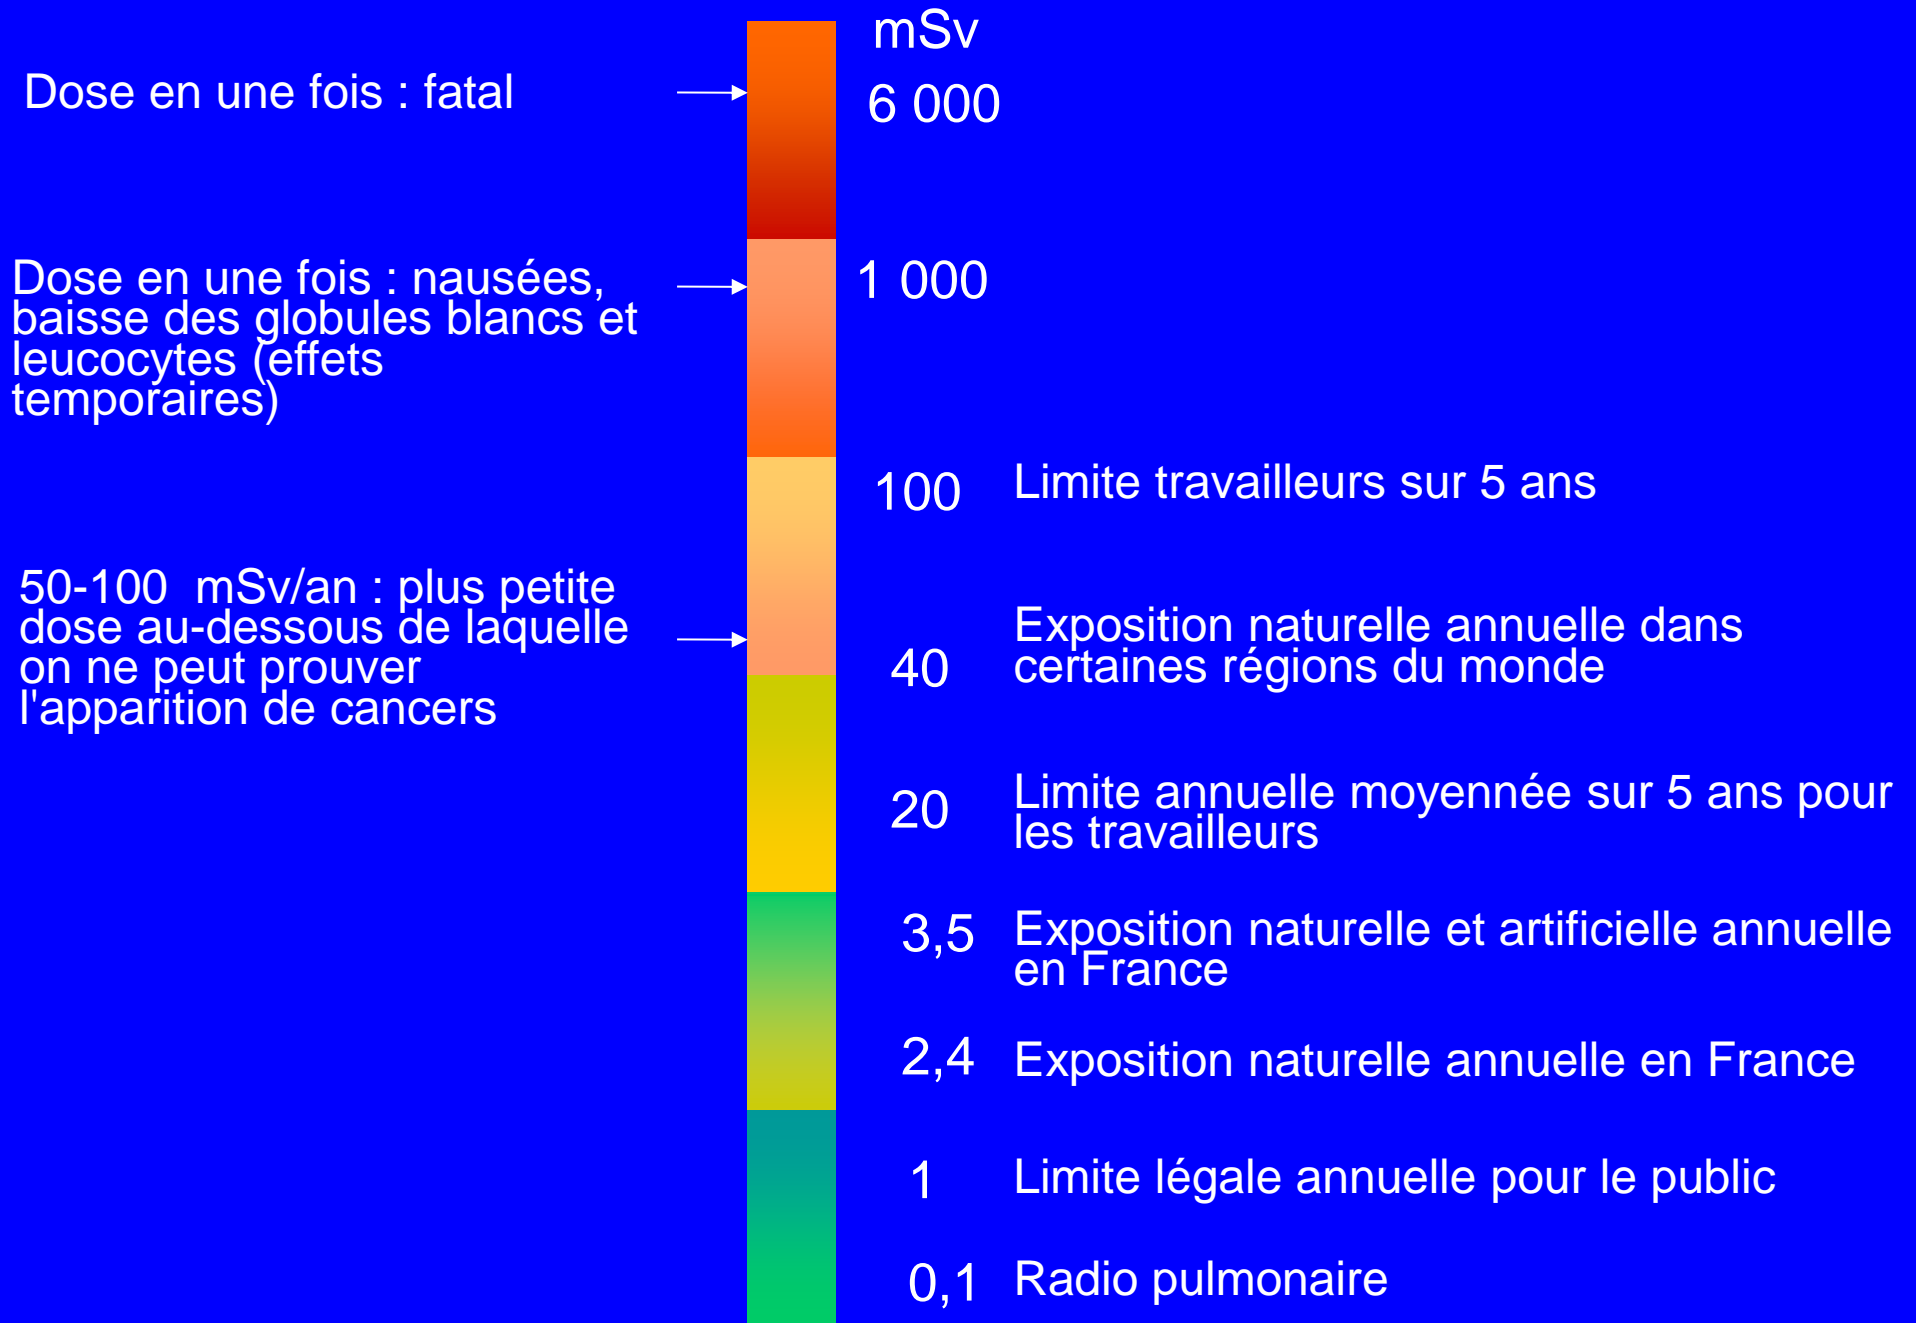 mSv
Dose en une fois : fatal
6 000
Dose en une fois : nausées,
baisse des globules blancs et
leucocytes (effets
temporaires)
1 000
100
Limite travailleurs sur 5 ans
50-100 mSv/an : plus petite
dose au-dessous de laquelle
on ne peut prouver
l'apparition de cancers
40
Exposition naturelle annuelle dans
certaines régions du monde
20
Limite annuelle moyennée sur 5 ans pour
les travailleurs
3,5
Exposition naturelle et artificielle annuelle
en France
2,4
Exposition naturelle annuelle en France
1
Limite légale annuelle pour le public
0,1
Radio pulmonaire